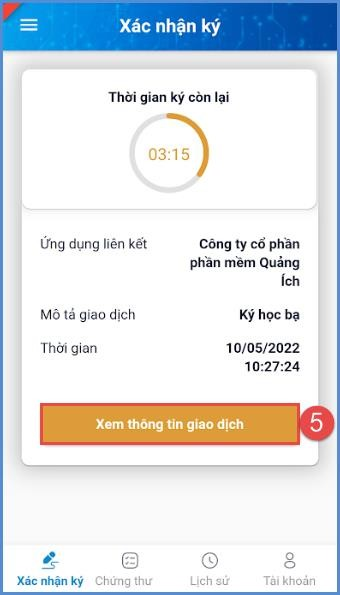 Xác nhận ký
Thời gian ký còn lại
03:15
Ứng dụng liên kết
Công ty cổ phần
phần mềm Quảng
Ích
Mô tả giao dịch
Ký học bạ
Thời gian
10/05/2022
10:27:24
Xem thông tin giao dịch
5
Xác nhận ký
Chứng thư
Lịch sử
Tài khoản